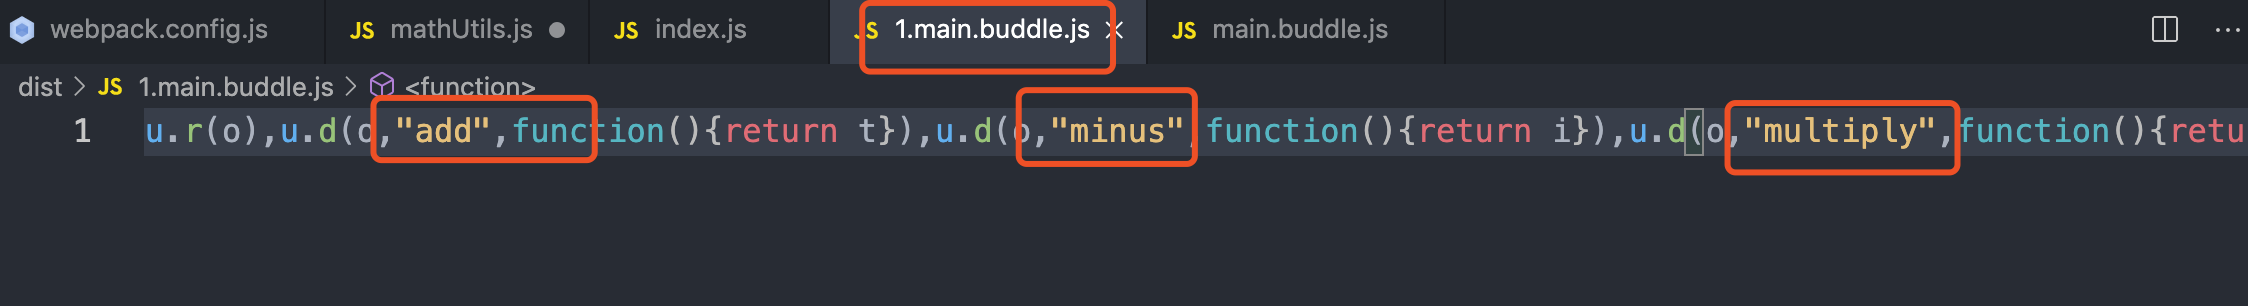 webpack.config.js JS mathUtils.js JS index.js JS 1.main.buddle.js JS main.buddle.js
dist > JS 1.main.buddle.js > <function>
1 u.r(o),u.d(o,"add",function(){return t}),u.d(o,"minus",function(){return i}),u.d(o,"multiply",function(){retu